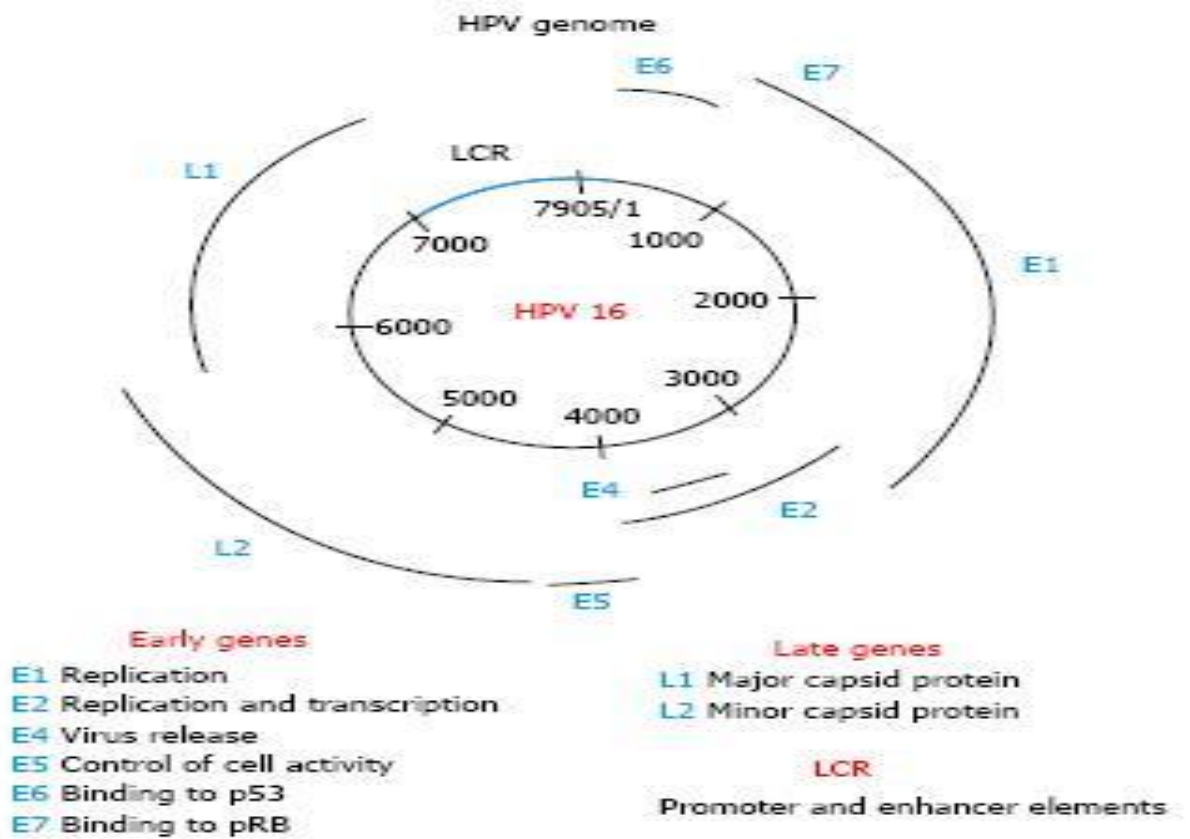 HPV genome
E6
E7
LCR
L1
7905/1
7000
1000
E1
2000
HPV 16
6000
3000
5000
4000
E4
E2
L2
E5
Early genes
E1 Replication
E2 Replication and transcription
E4 Virus release
E5 Control of cell activity
E6 Binding to p53
E7 Binding to pRB
Late genes
L1 Major capsid protein
L2 Minor capsid protein
LCR
Promoter and enhancer elements